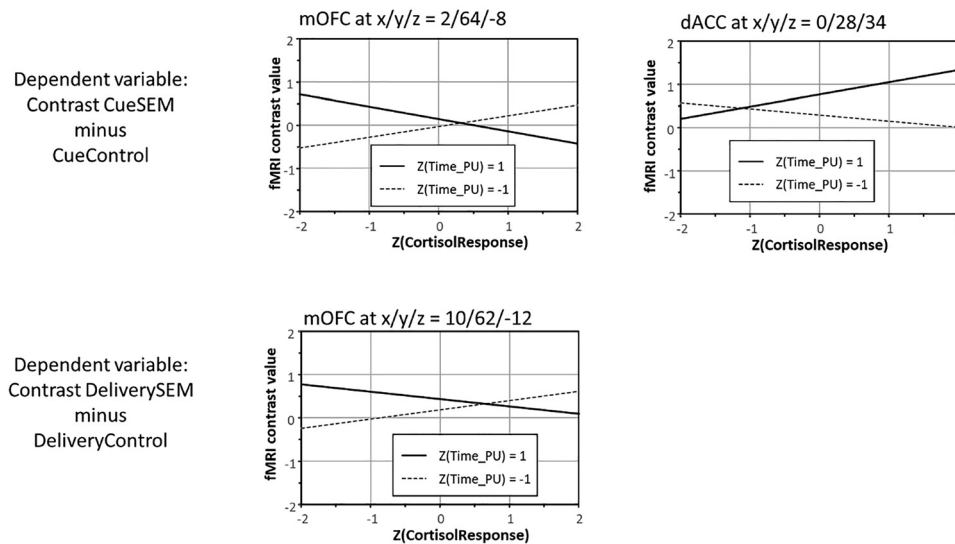 mOFC at x/y/z = 2/64/-8
dACC at x/y/z = 0/28/34
Dependent variable:
Contrast CueSEM
minus
CueControl
fMRI contrast value
2
1
0
-1
-2
Z(Time_PU) = 1
Z(Time_PU) = -1
-2
-1
0
1
2
Z(CortisolResponse)
fMRI contrast value
2
1
0
-1
-2
Z(Time_PU) = 1
Z(Time_PU) = -1
-2
-1
0
1
Z(CortisolResponse)
mOFC at x/y/z = 10/62/-12
Dependent variable:
Contrast DeliverySEM
minus
DeliveryControl
fMRI contrast value
2
1
0
-1
-2
Z(Time_PU) = 1
Z(Time_PU) = -1
-2
-1
0
1
2
Z(CortisolResponse)